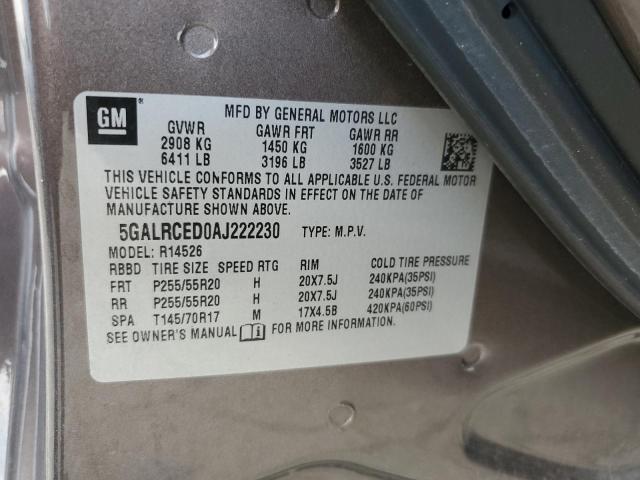 GM ®
MFD BY GENERAL MOTORS LLC
GVWR GAWR FRT GAWR RR
2908 KG 1450 KG 1600 KG
6411 LB 3196 LB 3527 LB
THIS VEHICLE CONFORMS TO ALL APPLICABLE U.S. FEDERAL MOTOR
VEHICLE SAFETY STANDARDS IN EFFECT ON THE DATE OF
MANUFACTURE SHOWN ABOVE.
5GALRCED0AJ222230 TYPE: M.P.V.
MODEL: R14526
RBBD TIRE SIZE SPEED RTG RIM COLD TIRE PRESSURE
FRT P255/55R20 H 20X7.5J 240KPA(35PSI)
RR P255/55R20 H 20X7.5J 240KPA(35PSI)
SPA T145/70R17 M 17X4.5B 420KPA(60PSI)
SEE OWNER'S MANUAL FOR MORE INFORMATION.